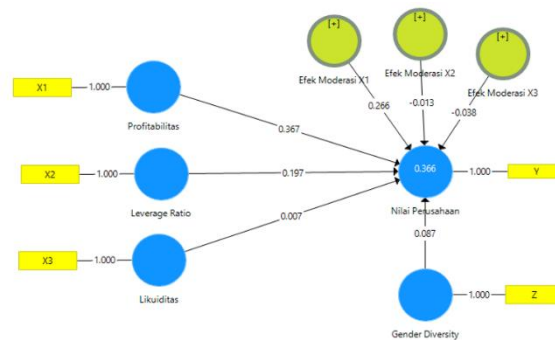 [+]
[+]
[+]
Efek Moderasi X1
Efek Moderasi X2
Efek Moderasi X3
X1
1.000
Profitabilitas
0.266
-0.013
-0.038
0.367
X2
1.000
Leverage Ratio
0.197
0.366
Nilai Perusahaan
1.000
Y
0.007
X3
1.000
Likuiditas
0.087
Gender Diversity
1.000
Z